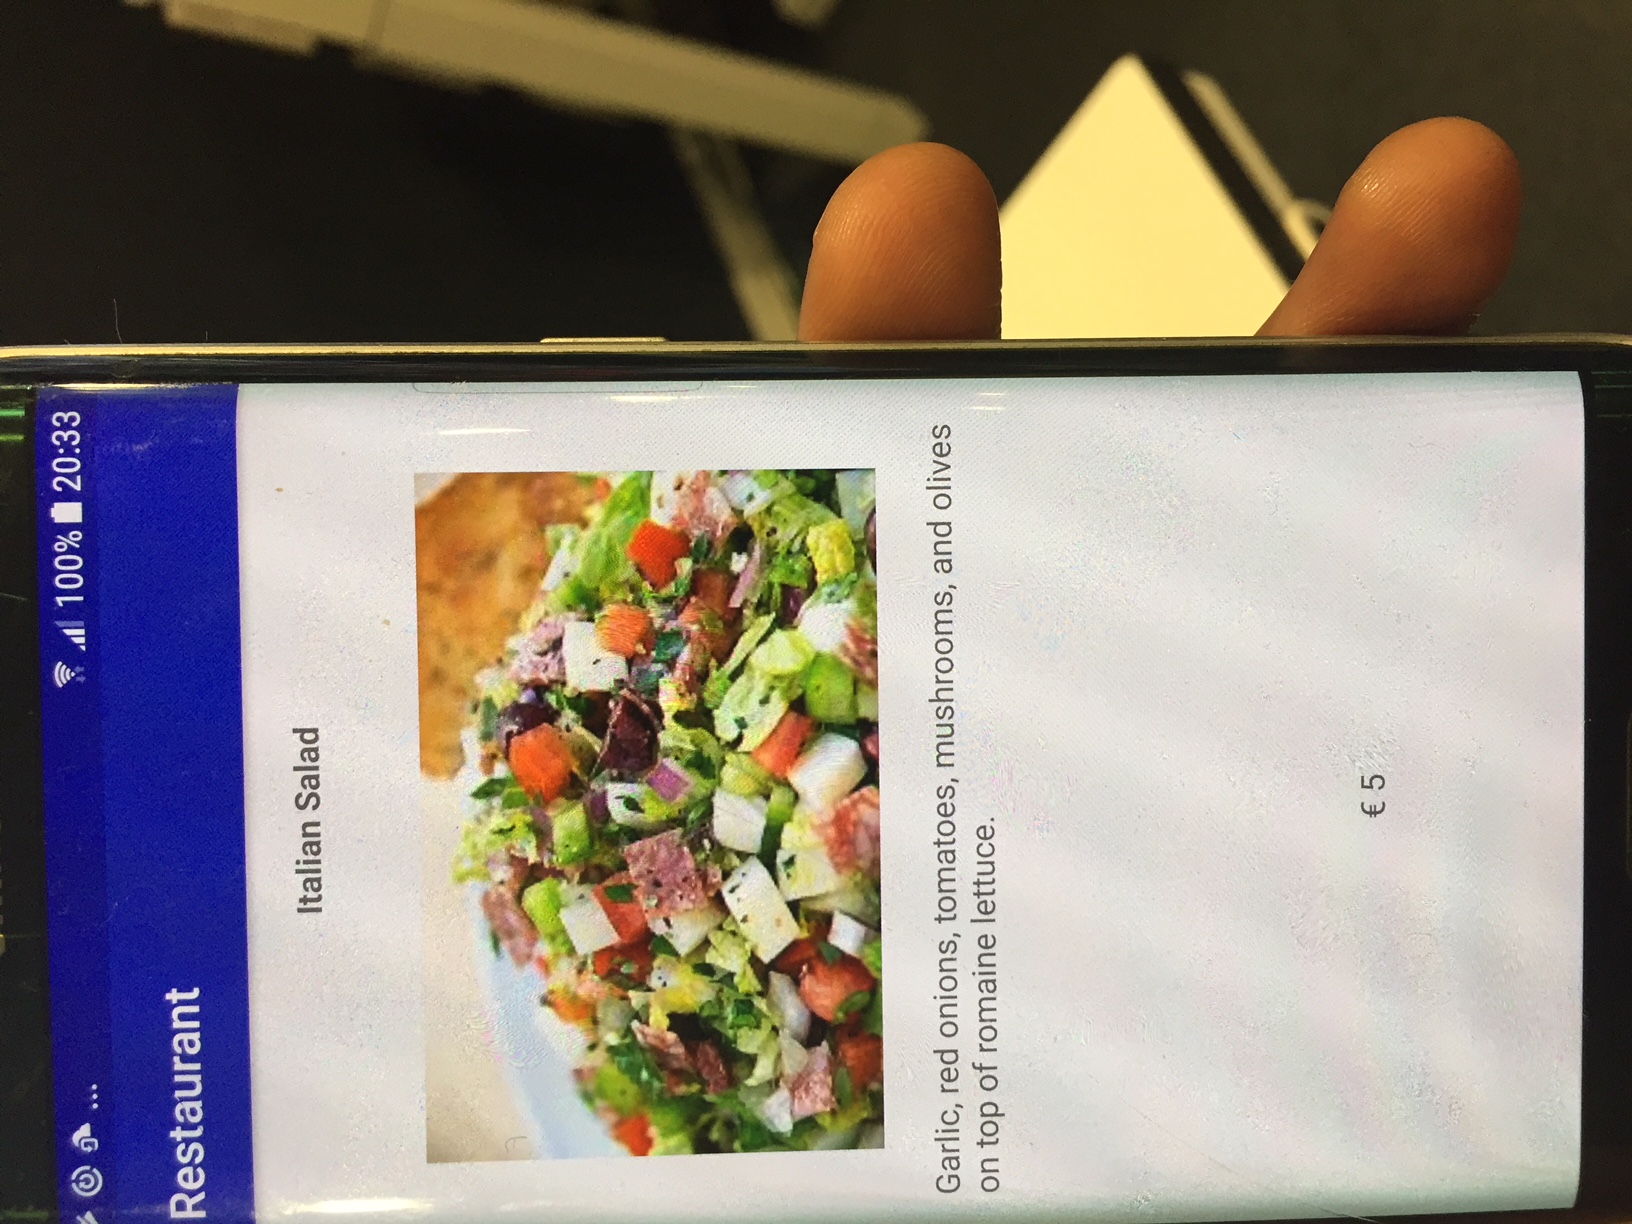 ... 100% 20:33
Restaurant
Italian Salad
Garlic, red onions, tomatoes, mushrooms, and olives
on top of romaine lettuce.
€ 5